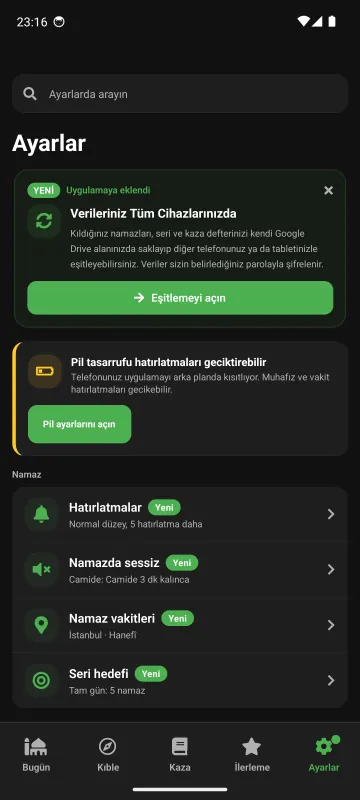 23:16
Ayarlarda arayın
Ayarlar
YENİ Uygulamaya eklendi
Verileriniz Tüm Cihazlarınızda
Kıldığınız namazları, seri ve kaza defterinizi kendi Google
Drive alanınızda saklayıp diğer telefonunuz ya da tabletinizle
eşitleyebilirsiniz. Veriler sizin belirlediğiniz parolayla şifrelenir.
Eşitlemeyi açın
Pil tasarrufu hatırlatmaları geciktirebilir
Telefonunuz uygulamayı arka planda kısıtlıyor. Muhafız ve vakit
hatırlatmaları gecikebilir.
Pil ayarlarını açın
Namaz
Hatırlatmalar Yeni
Normal düzey, 5 hatırlatma daha
Namazda sessiz Yeni
Camide: Camide 3 dk kalınca
Namaz vakitleri Yeni
İstanbul · Hanefî
Seri hedefi Yeni
Tam gün: 5 namaz
Bugün Kıble Kaza İlerleme Ayarlar